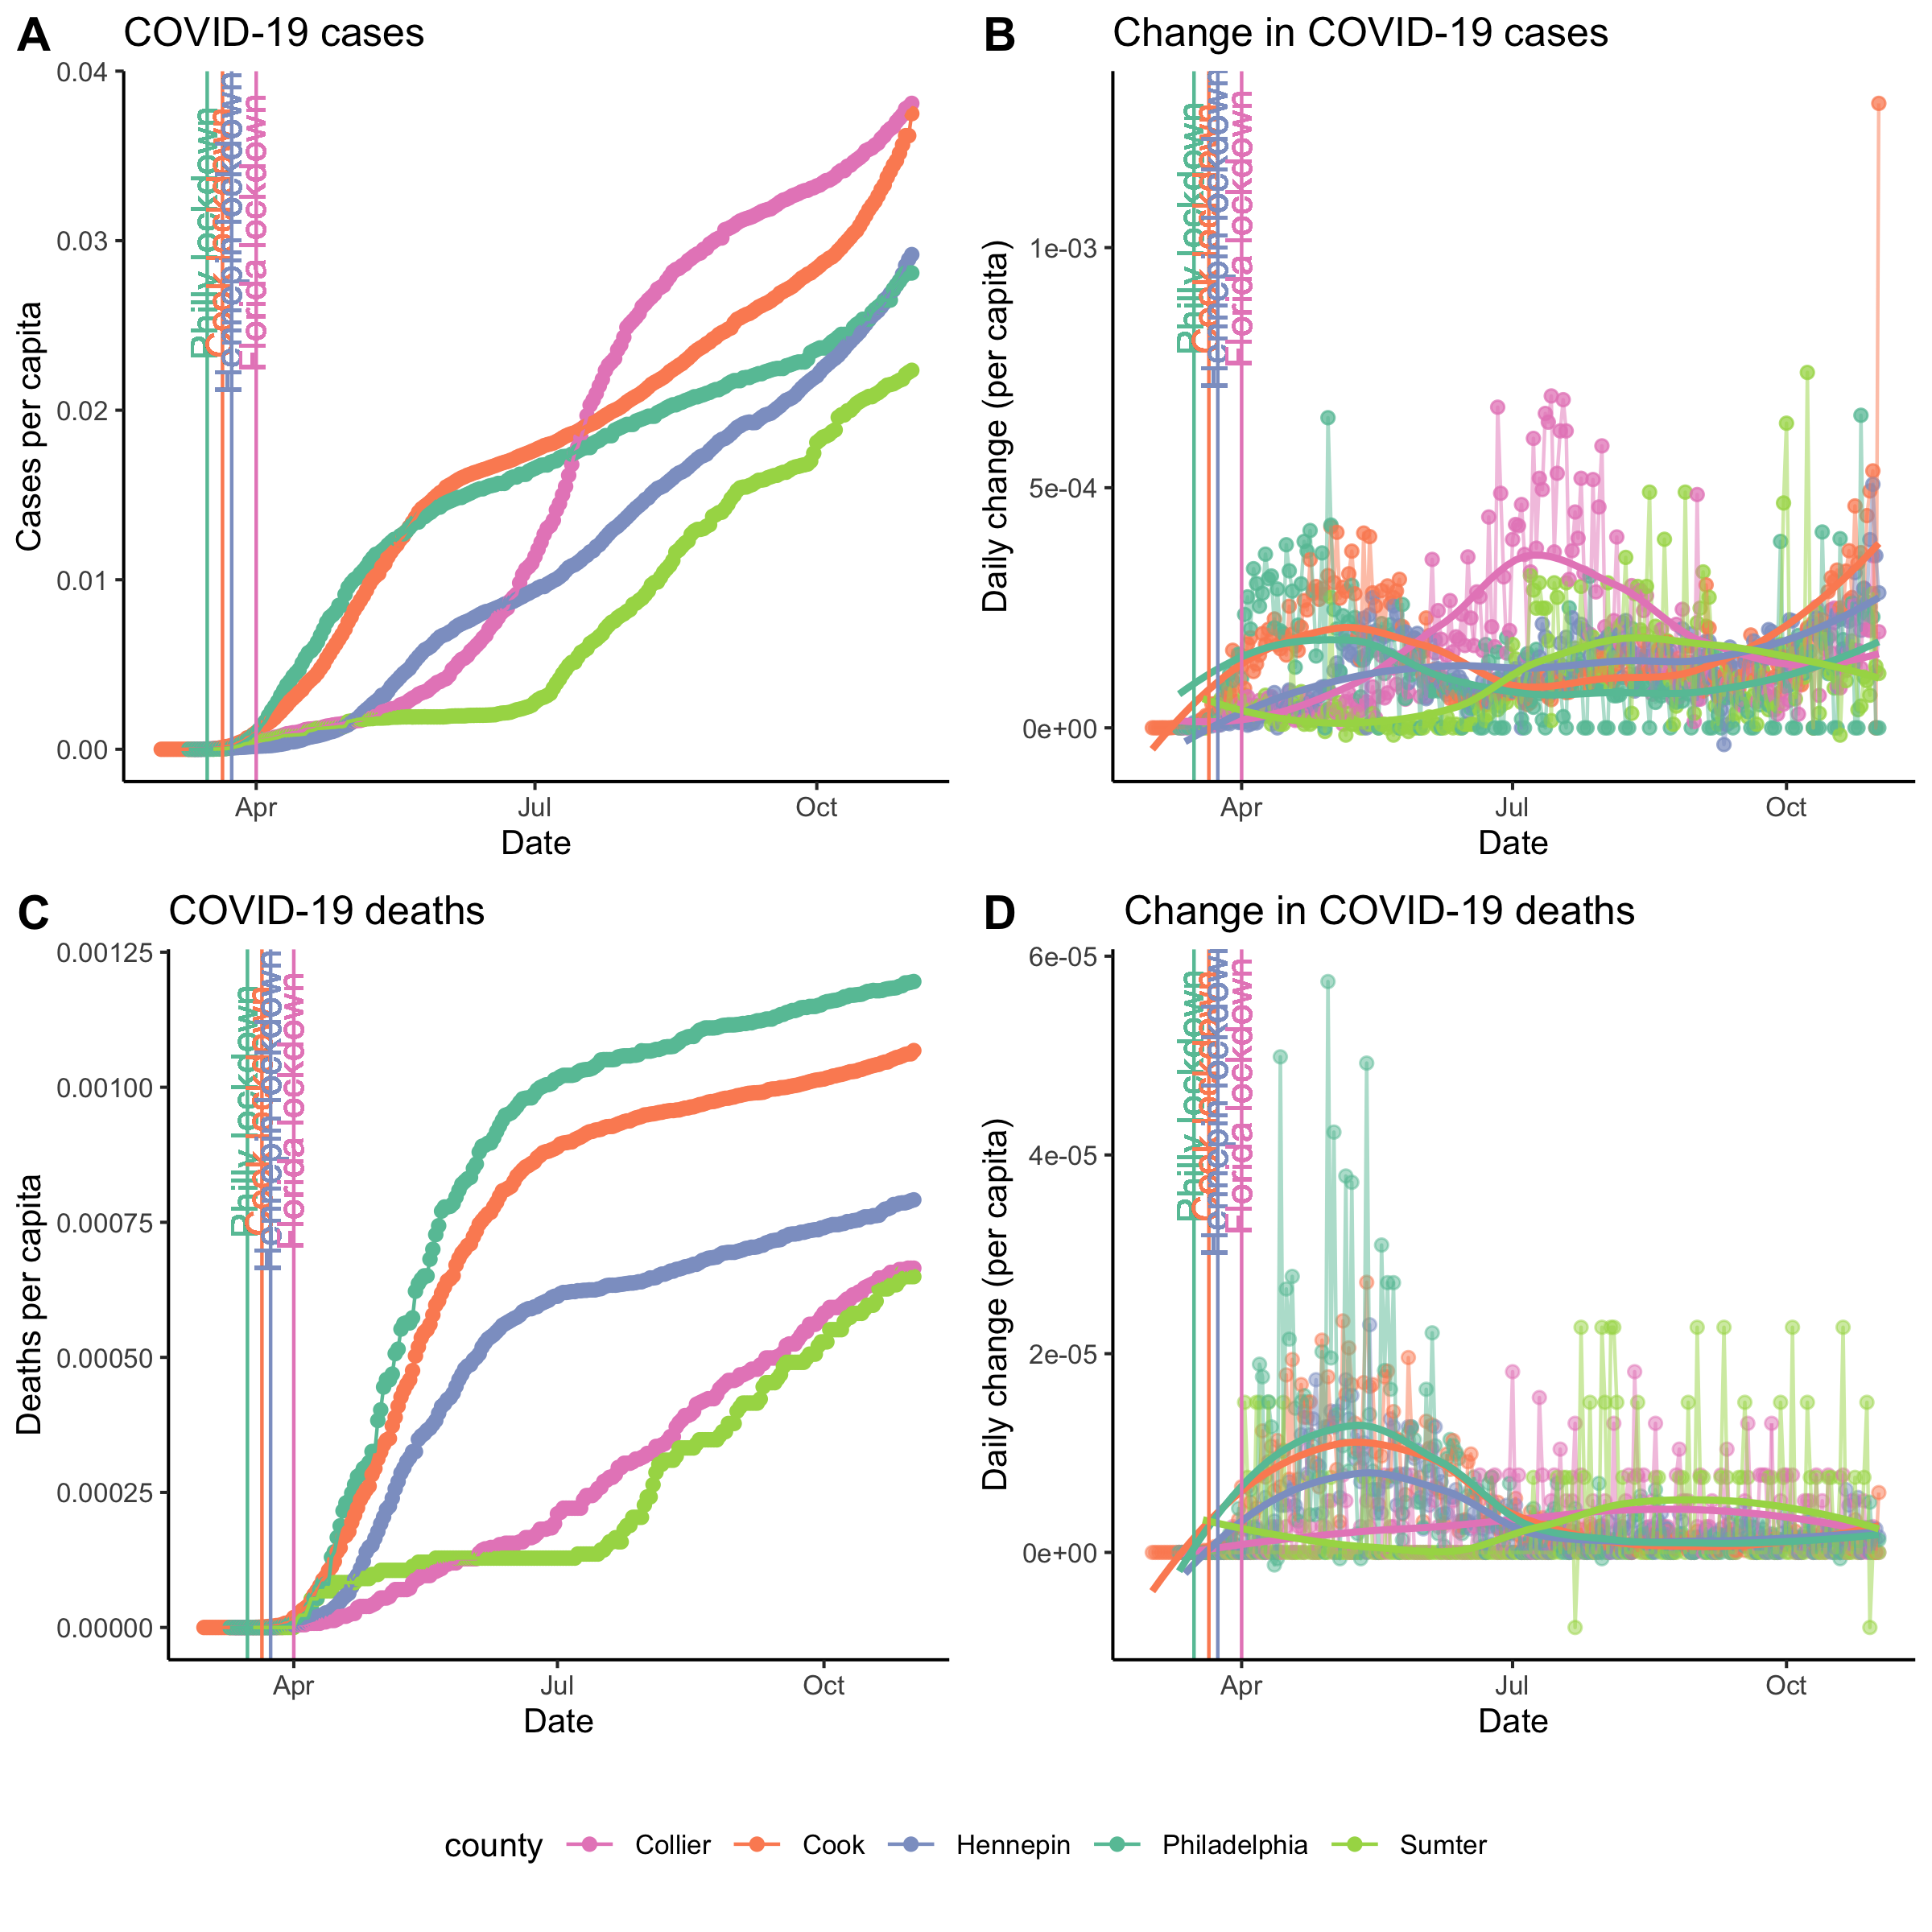 A COVID-19 cases
0.04
0.03
0.02
0.01
0.00
Cases per capita
Philly lockdown
Cook lockdown
Hennepin lockdown
Florida lockdown
Apr Jul Oct
Date
B Change in COVID-19 cases
1e-03
5e-04
0e+00
Daily change (per capita)
Philly lockdown
Cook lockdown
Hennepin lockdown
Florida lockdown
Apr Jul Oct
Date
C COVID-19 deaths
0.00125
0.00100
0.00075
0.00050
0.00025
0.00000
Deaths per capita
Philly lockdown
Cook lockdown
Hennepin lockdown
Florida lockdown
Apr Jul Oct
Date
D Change in COVID-19 deaths
6e-05
4e-05
2e-05
0e+00
Daily change (per capita)
Philly lockdown
Cook lockdown
Hennepin lockdown
Florida lockdown
Apr Jul Oct
Date
county Collier Cook Hennepin Philadelphia Sumter